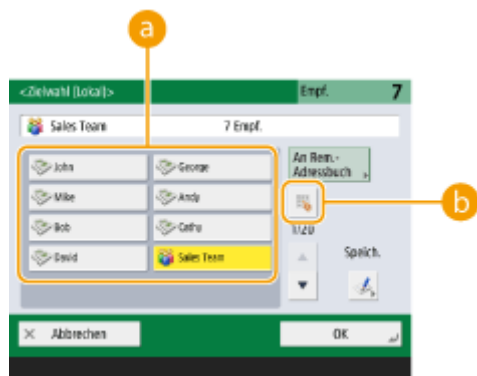 a
<Zielwahl (Lokal)> Empf. 7
Sales Team 7 Empf.
John George
An Rem.-
Adressbuch
Mike Andy
b
Bob Cathy
1/20
David Sales Team
Speich.
Abbrechen OK